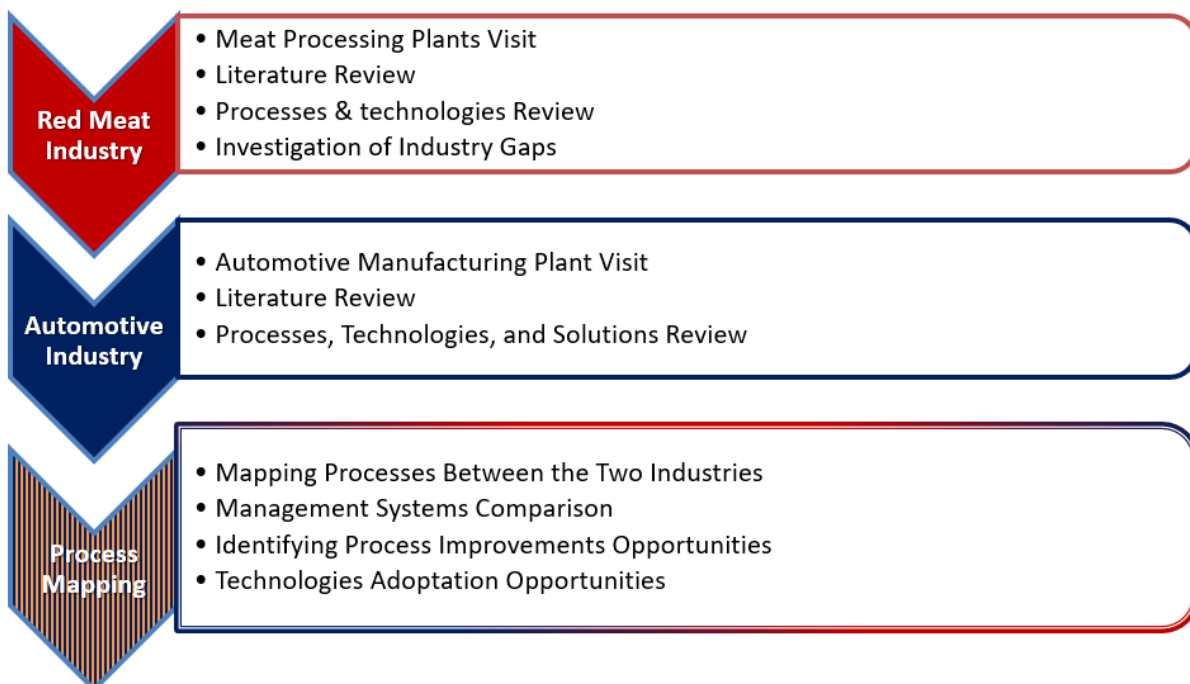 Red Meat
Industry
• Meat Processing Plants Visit
• Literature Review
• Processes & technologies Review
• Investigation of Industry Gaps
Automotive
Industry
• Automotive Manufacturing Plant Visit
• Literature Review
• Processes, Technologies, and Solutions Review
Process
Mapping
• Mapping Processes Between the Two Industries
• Management Systems Comparison
• Identifying Process Improvements Opportunities
• Technologies Adoptation Opportunities